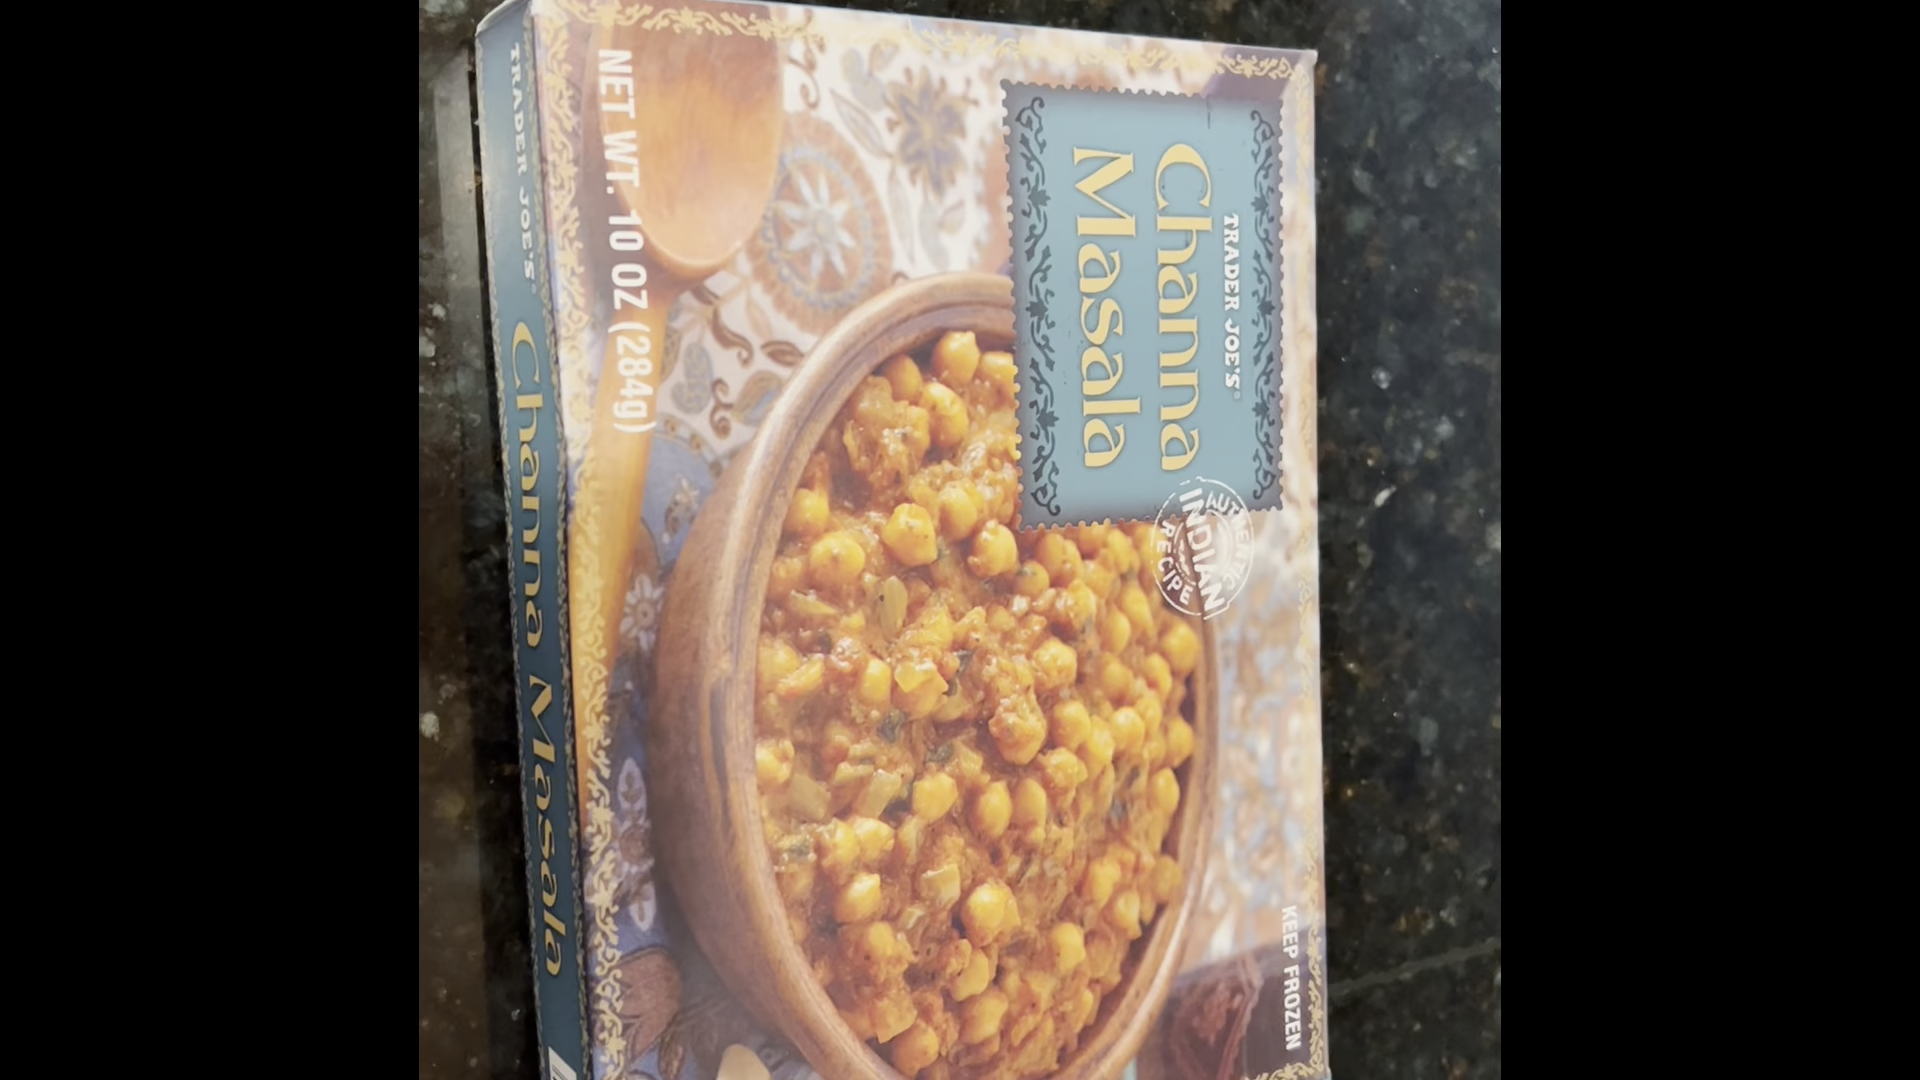 TRADER JOE'S
Channa
Masala
AUTHENTIC
INDIAN
RECIPE
NET WT. 10 OZ (284g)
KEEP FROZEN
TRADER JOE'S Channa Masala